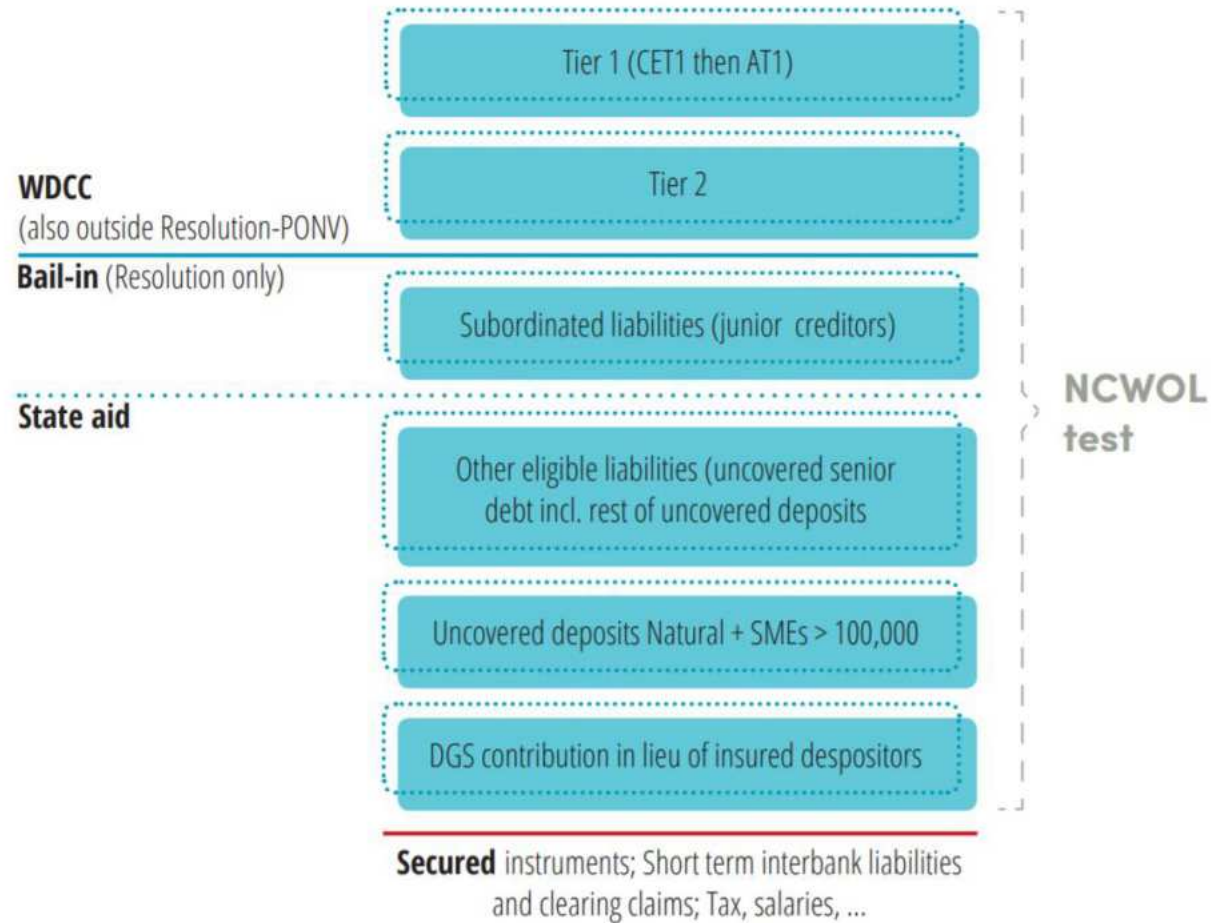 Tier 1 (CET1 then AT1)
Tier 2
WDCC
(also outside Resolution-PONV)
Bail-in (Resolution only)
Subordinated liabilities (junior creditors)
State aid
NCWOL
test
Other eligible liabilities (uncovered senior
debt incl. rest of uncovered deposits
Uncovered deposits Natural + SMEs > 100,000
DGS contribution in lieu of insured despositors
Secured instruments; Short term interbank liabilities
and clearing claims; Tax, salaries, ...